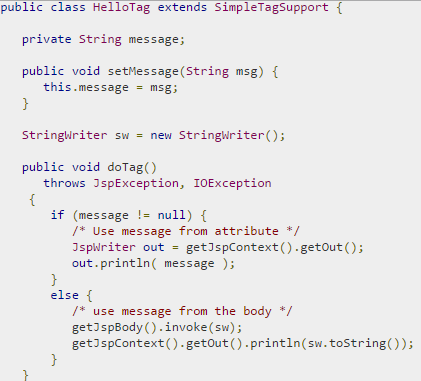 public class HelloTag extends SimpleTagSupport {
private String message;
public void setMessage(String msg) {
this.message = msg;
}
StringWriter sw = new StringWriter();
public void doTag()
throws JspException, IOException
{
if (message != null) {
/* Use message from attribute */
JspWriter out = getJspContext().getOut();
out.println( message );
}
else {
/* use message from the body */
getJspBody().invoke(sw);
getJspContext().getOut().println(sw.toString());
}
}